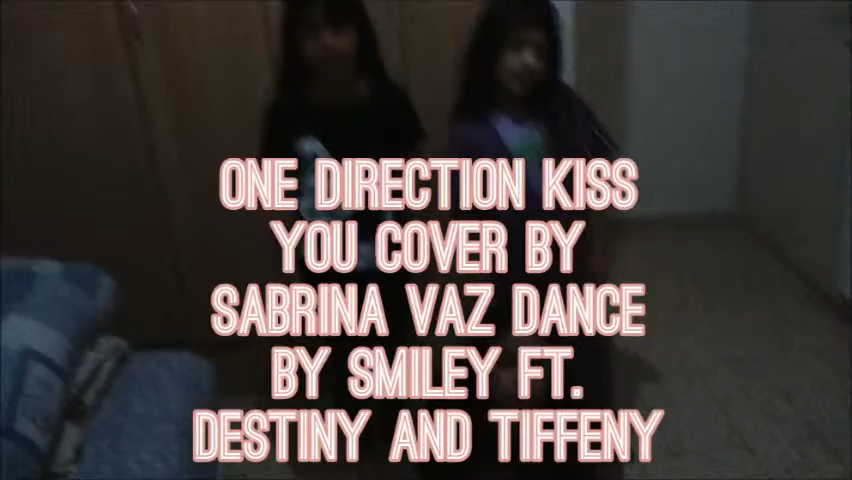 ONE DIRECTION KISS
YOU COVER BY
SABRINA VAZ DANCE
BY SMILEY FT.
DESTINY AND TIFFENY